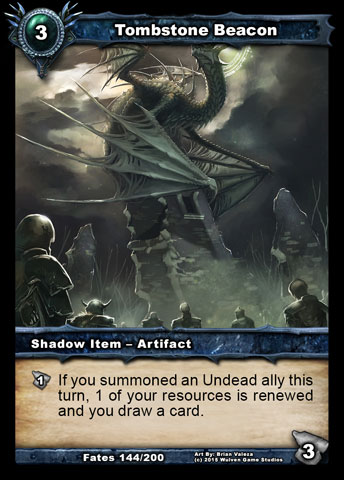 3
Tombstone Beacon
Shadow Item – Artifact
1
If you summoned an Undead ally this
turn, 1 of your resources is renewed
and you draw a card.
Fates 144/200
Art By: Brian Valeza
(c) 2015 Wulven Game Studios
3